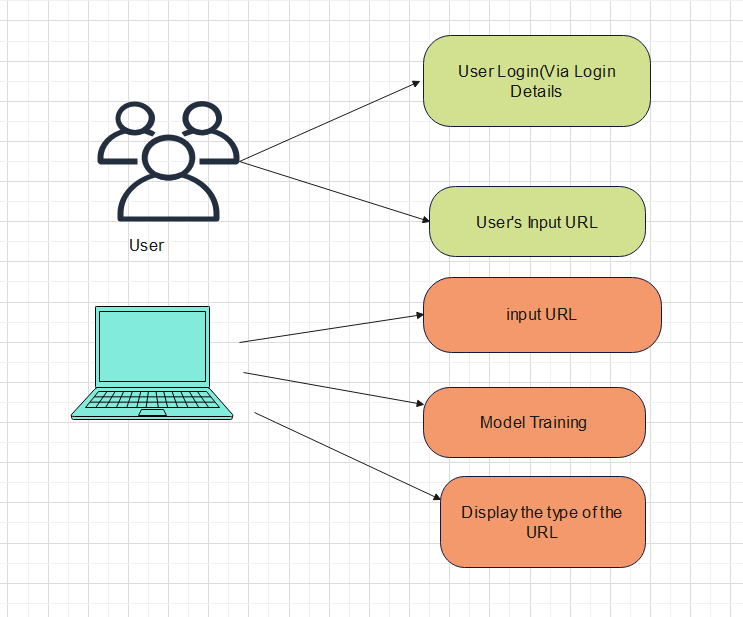 User Login(Via Login
Details
User's Input URL
User
input URL
Model Training
Display the type of the
URL